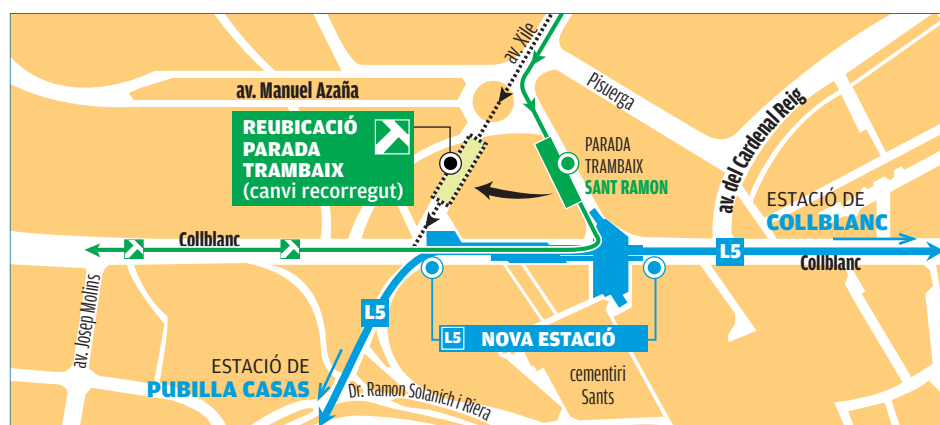 av. Xile
av. Manuel Azaña
Pisuerga
REUBICACIÓ
PARADA
TRAMBAIX
(canvi recorregut)
PARADA
TRAMBAIX
SANT RAMON
av. del Cardenal Reig
ESTACIÓ DE
COLLBLANC
Collblanc
L5
Collblanc
av. Josep Molins
L5
L5 NOVA ESTACIÓ
ESTACIÓ DE
PUBILLA CASAS
Dr. Ramon Solanich i Riera
cementiri
Sants